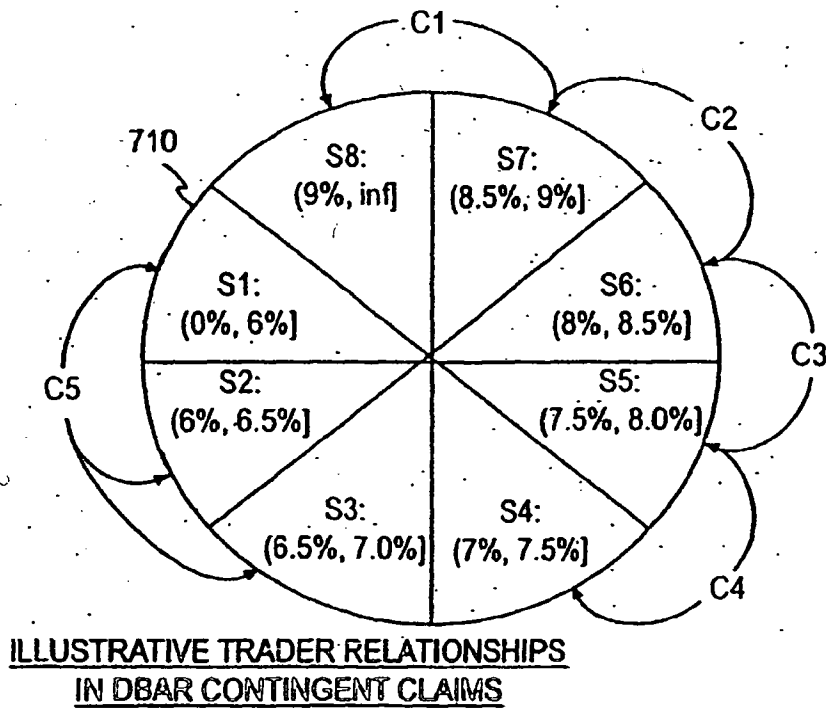 C1
710
C2
S8:
(9%, inf]
S7:
(8.5%, 9%]
S1:
(0%, 6%]
S6:
(8%, 8.5%]
C5
C3
S2:
(6%, 6.5%]
S5:
(7.5%, 8.0%]
S3:
(6.5%, 7.0%]
S4:
(7%, 7.5%]
C4
ILLUSTRATIVE TRADER RELATIONSHIPS
IN DBAR CONTINGENT CLAIMS